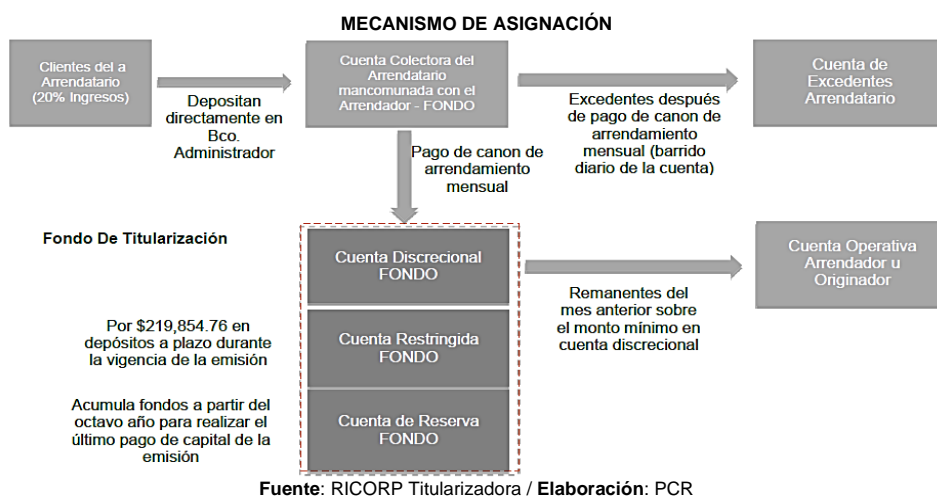 MECANISMO DE ASIGNACIÓN
Clientes del a
Arrendatario
(20% Ingresos)
Depositan
directamente en
Bco.
Administrador
Cuenta Colectora del
Arrendatario
mancomunada con el
Arrendador - FONDO
Excedentes después
de pago de canon de
arrendamiento
mensual (barrido
diario de la cuenta)
Cuenta de
Excedentes
Arrendatario
Pago de canon de
arrendamiento
mensual
Fondo De Titularización
Cuenta Discrecional
FONDO
Remanentes del
mes anterior sobre
el monto mínimo en
cuenta discrecional
Cuenta Operativa
Arrendador u
Originador
Por $219,854.76 en
depósitos a plazo durante
la vigencia de la emisión
Cuenta Restringida
FONDO
Acumula fondos a partir del
octavo año para realizar el
último pago de capital de la
emisión
Cuenta de Reserva
FONDO
Fuente: RICORP Titularizadora / Elaboración: PCR